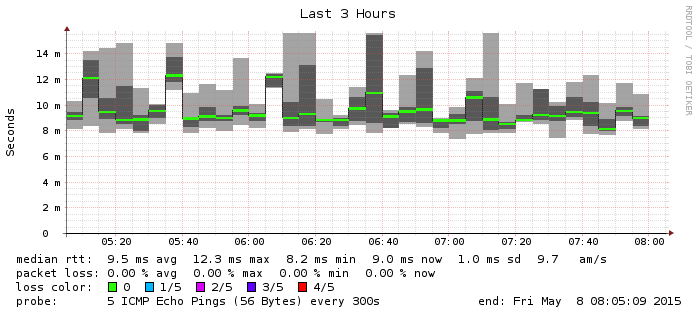 Last 3 Hours
RRDTOOL / TOBI OETIKER
Seconds
14 m
12 m
10 m
8 m
6 m
4 m
2 m
0
05:20 05:40 06:00 06:20 06:40 07:00 07:20 07:40 08:00
median rtt: 9.5 ms avg 12.3 ms max 8.2 ms min 9.0 ms now 1.0 ms sd 9.7 am/s
packet loss: 0.00 % avg 0.00 % max 0.00 % min 0.00 % now
loss color: 0 1/5 2/5 3/5 4/5
probe: 5 ICMP Echo Pings (56 Bytes) every 300s end: Fri May 8 08:05:09 2015